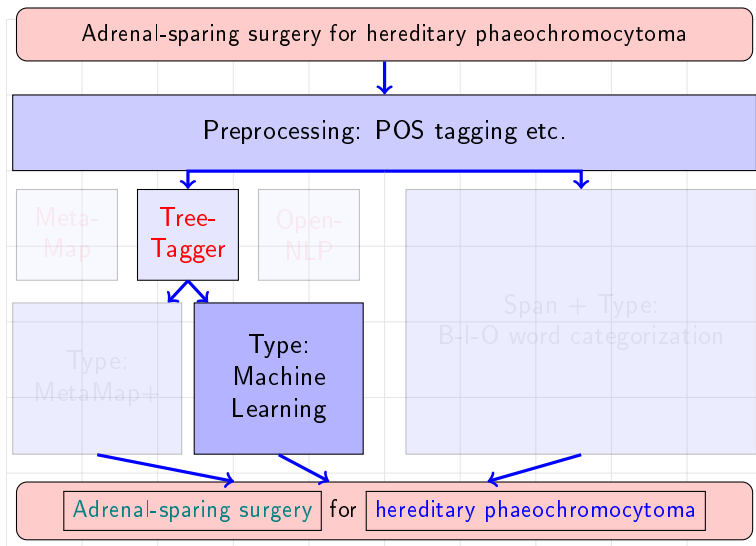 Adrenal-sparing surgery for hereditary phaeochromocytoma
Preprocessing: POS tagging etc.
Meta-
Map
Tree-
Tagger
Open-
NLP
Span + Type:
B-I-O word categorization
Type:
MetaMap+
Type:
Machine
Learning
Adrenal-sparing surgery for hereditary phaeochromocytoma